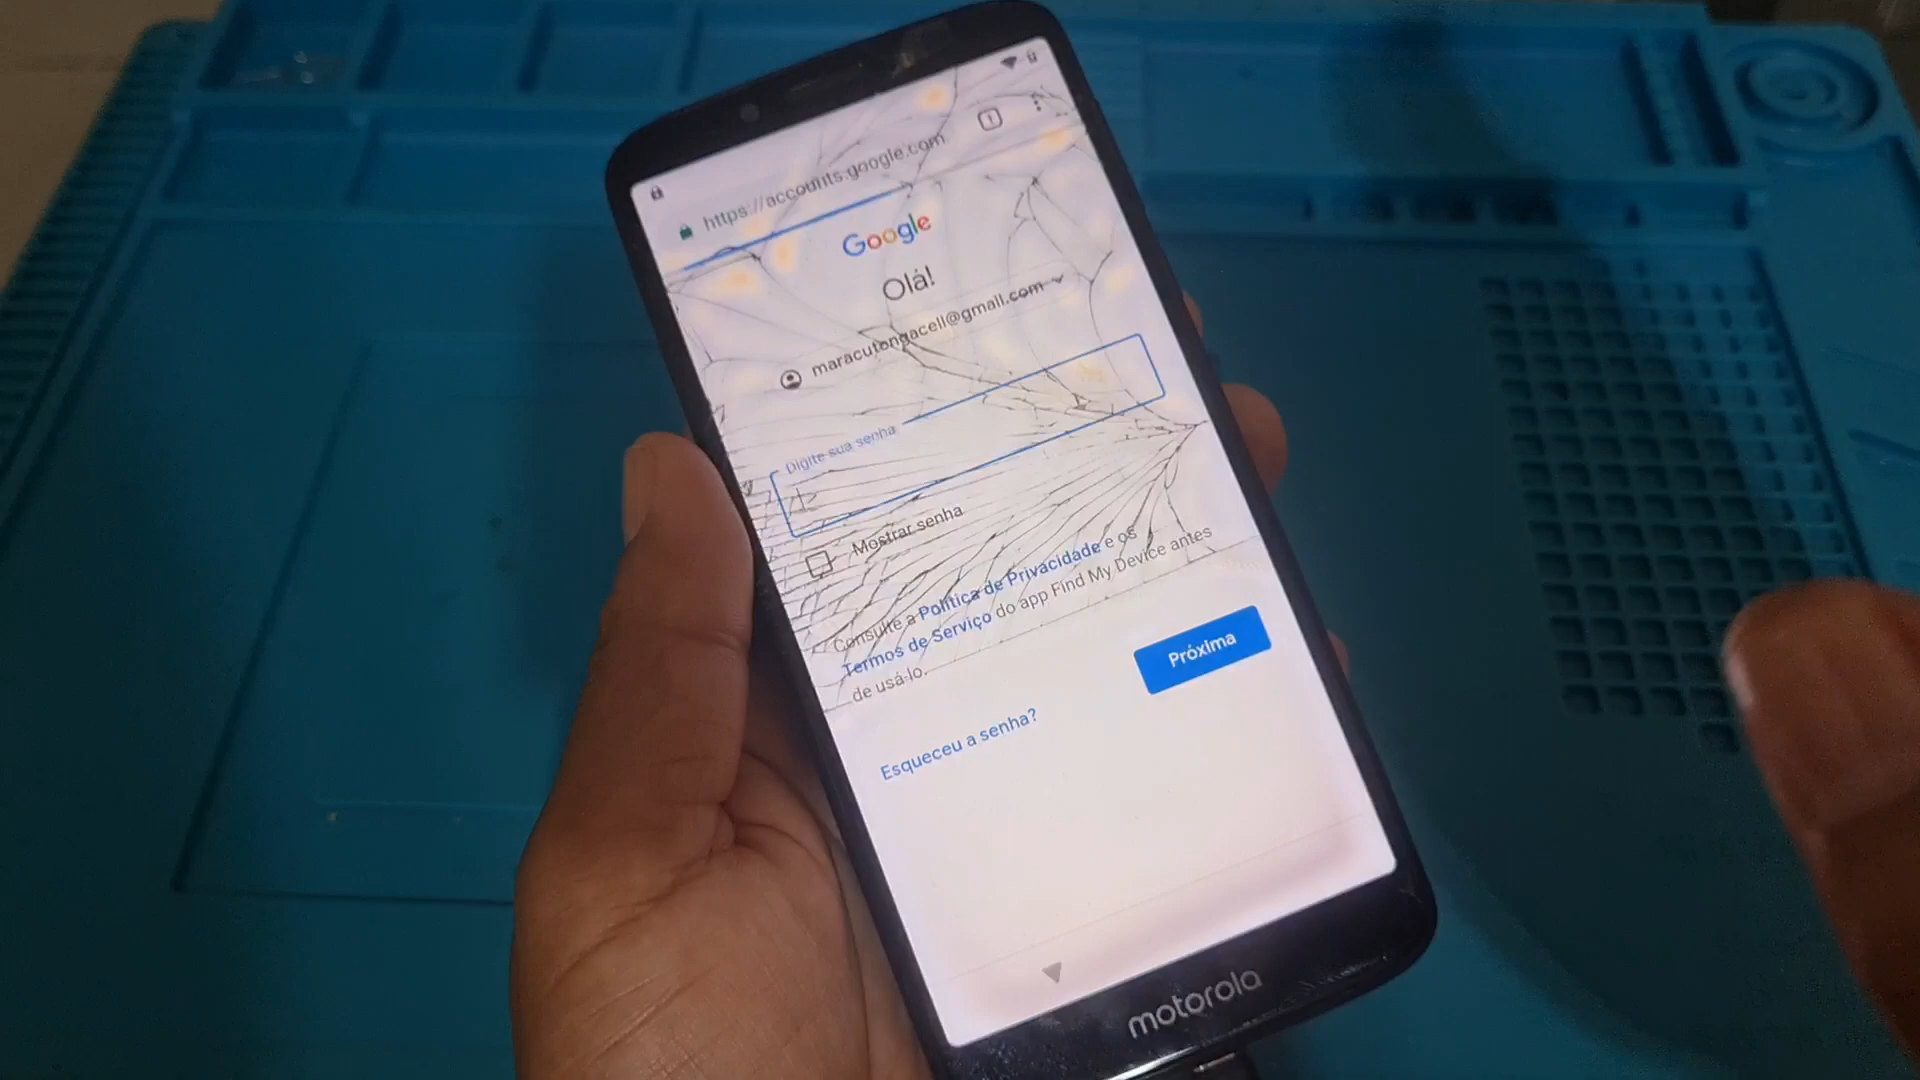 1
https://accounts.google.com
Google
Olá!
maracutongacell@gmail.com
Digite sua senha
Mostrar senha
Consulte a Política de Privacidade e os
Termos de Serviço do app Find My Device antes
de usá-lo.
Próxima
Esqueceu a senha?
motorola